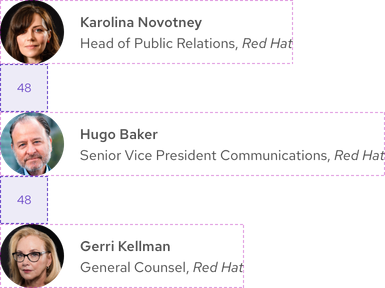 Karolina Novotney
Head of Public Relations, Red Hat
48
Hugo Baker
Senior Vice President Communications, Red Hat
48
Gerri Kellman
General Counsel, Red Hat